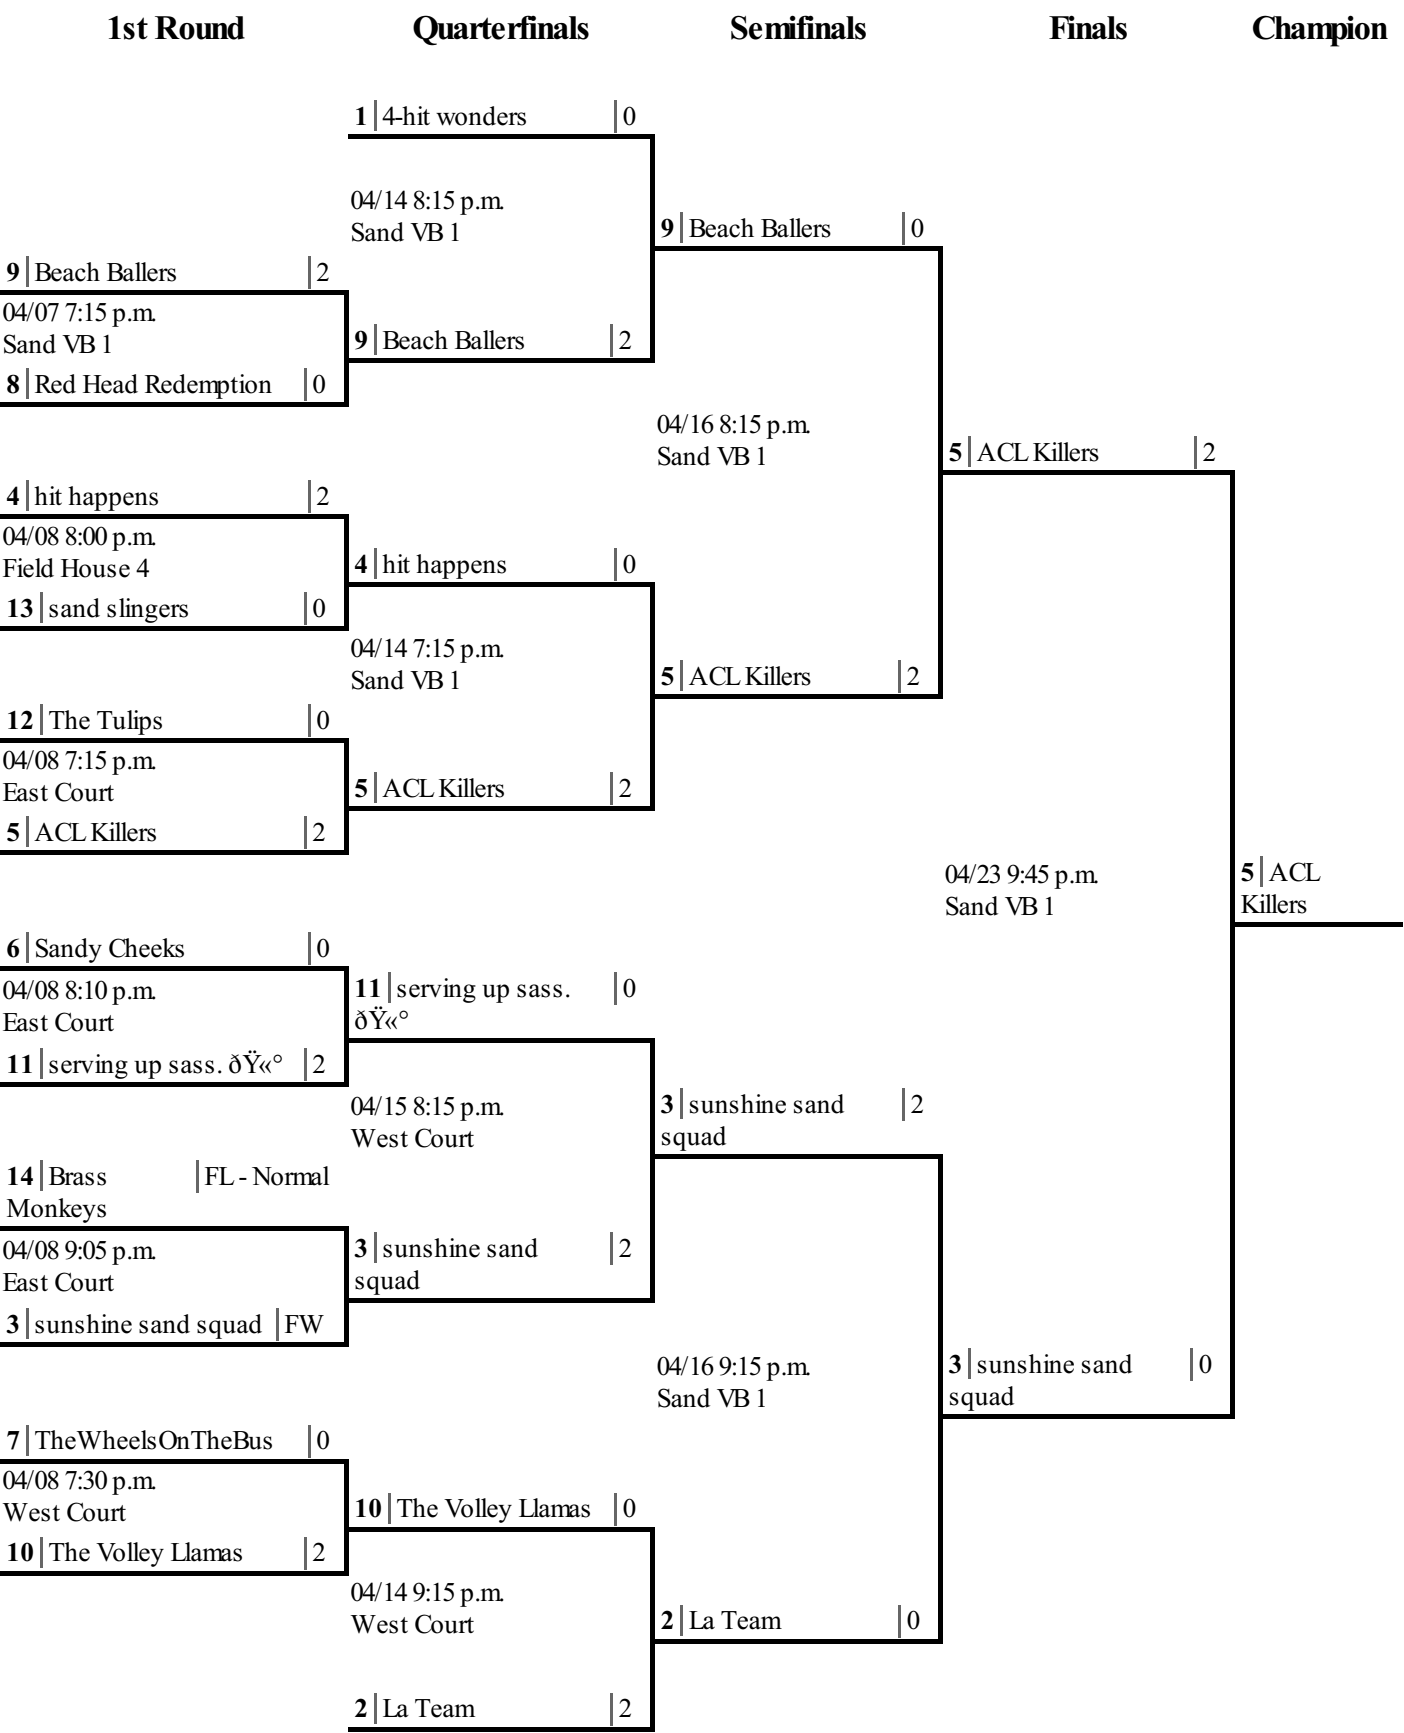 1st Round Quarterfinals Semifinals Finals Champion
1 4-hit wonders 0
04/14 8:15 p.m.
Sand VB 1
9 Beach Ballers 0
9 Beach Ballers 2
04/07 7:15 p.m.
Sand VB 1
9 Beach Ballers 2
8 Red Head Redemption 0
04/16 8:15 p.m.
Sand VB 1
5 ACL Killers 2
4 hit happens 2
04/08 8:00 p.m.
Field House 4
4 hit happens 0
13 sand slingers 0
04/14 7:15 p.m.
Sand VB 1
5 ACL Killers 2
12 The Tulips 0
04/08 7:15 p.m.
East Court
5 ACL Killers 2
5 ACL Killers 2
04/23 9:45 p.m.
Sand VB 1
5 ACL
Killers
6 Sandy Cheeks 0
04/08 8:10 p.m.
East Court
11 serving up sass. 0
ðŸ«°
11 serving up sass. ðŸ«° 2
04/15 8:15 p.m.
West Court
3 sunshine sand 2
squad
14 Brass FL - Normal
Monkeys
04/08 9:05 p.m.
East Court
3 sunshine sand 2
squad
3 sunshine sand squad FW
04/16 9:15 p.m.
Sand VB 1
3 sunshine sand 0
squad
7 TheWheelsOnTheBus 0
04/08 7:30 p.m.
West Court
10 The Volley Llamas 0
10 The Volley Llamas 2
04/14 9:15 p.m.
West Court
2 La Team 0
2 La Team 2